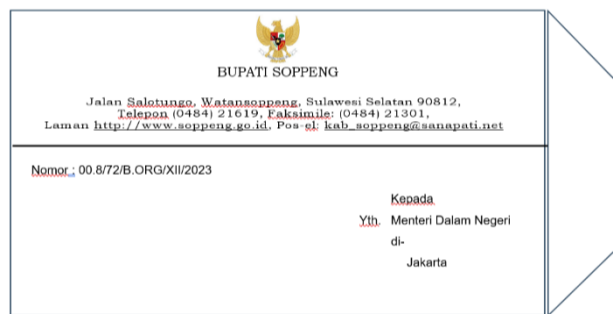 BUPATI SOPPENG
Jalan Salotungo, Watansoppeng, Sulawesi Selatan 90812,
Telepon (0484) 21619, Faksimile: (0484) 21301,
Laman http://www.soppeng.go.id, Pos-el: kab_soppeng@sanapati.net
Nomor : 00.8/72/B.ORG/XII/2023
Kepada
Yth. Menteri Dalam Negeri
di-
Jakarta